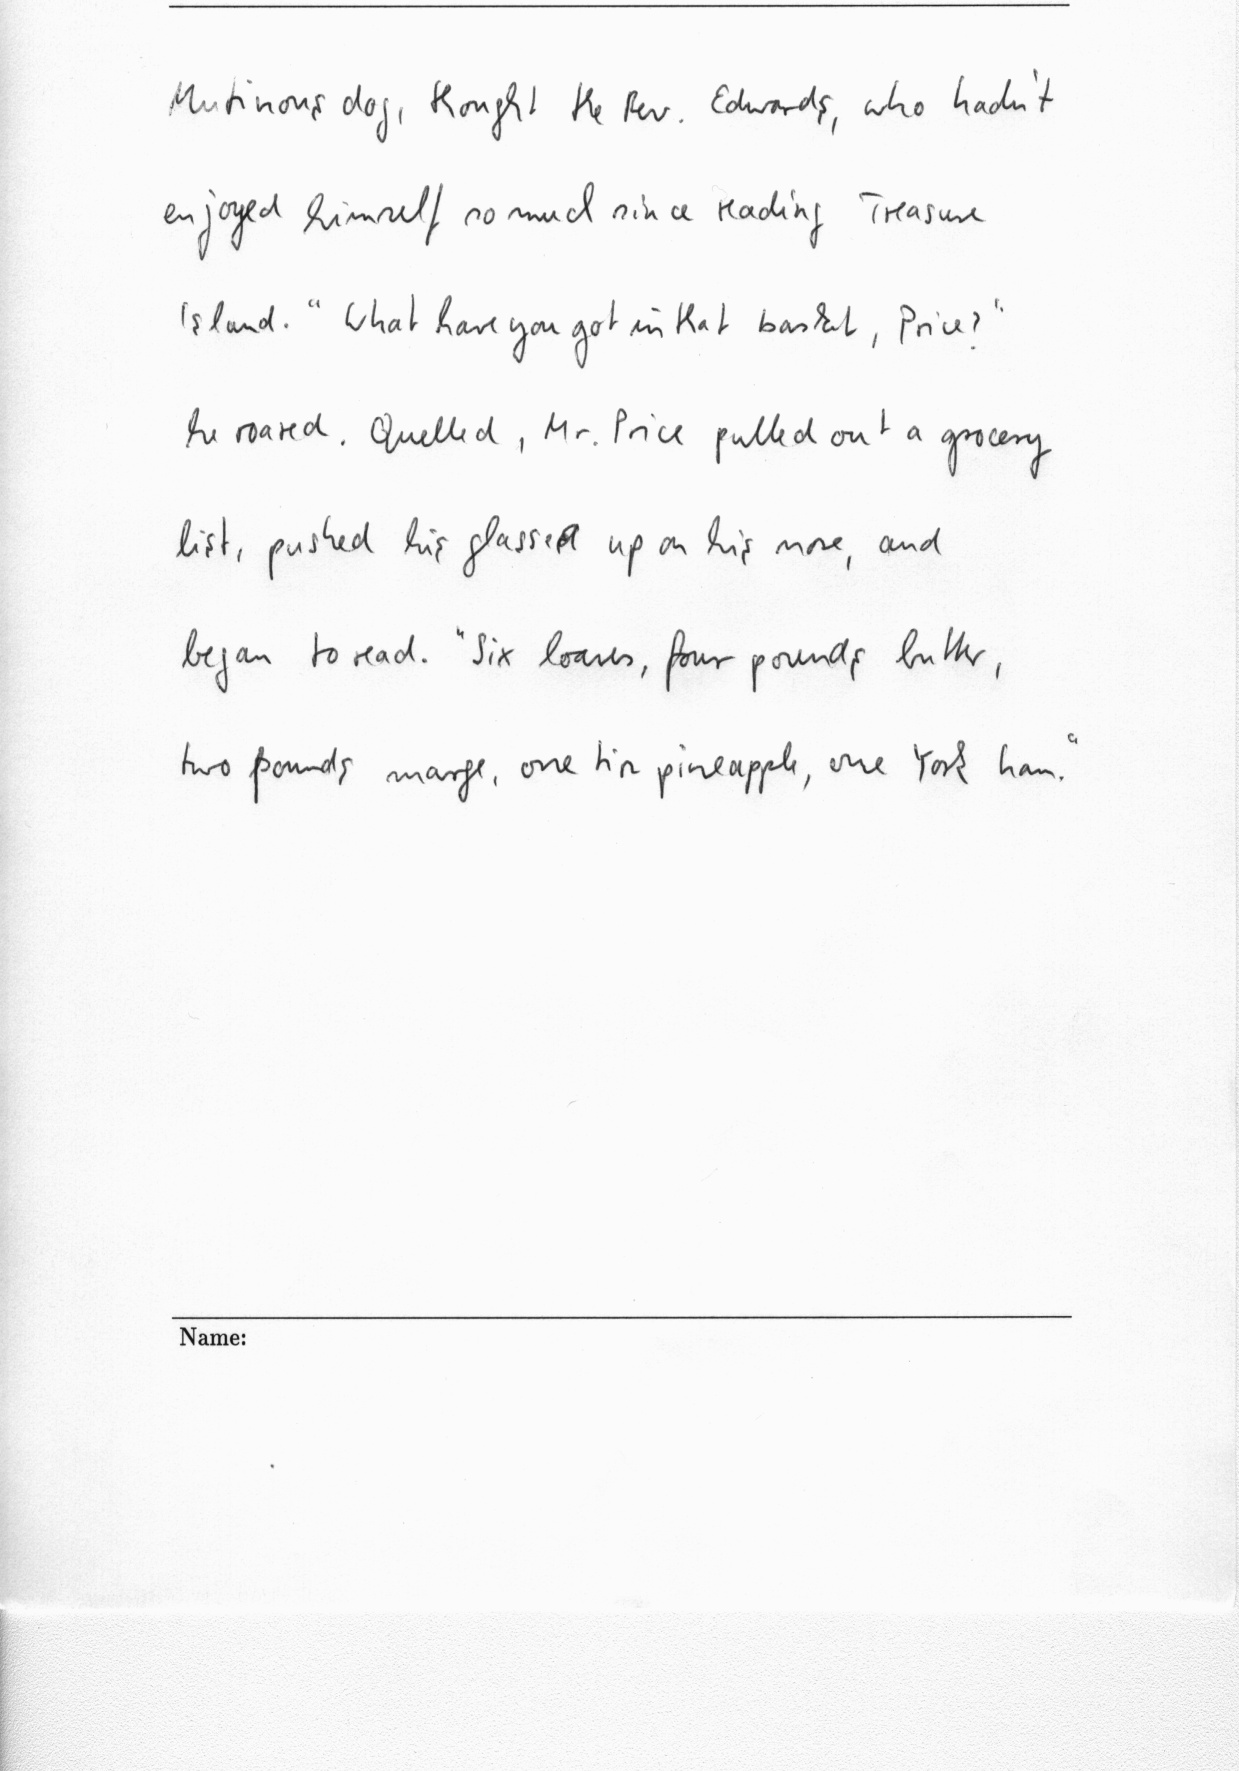 Mutinous dog, thought the Rev. Edwards, who hadn't
enjoyed himself so much since reading Treasure
Island. "What have you got in that basket, Price?"
he roared. Quelled, Mr. Price pulled out a grocery
list, pushed his glasses up on his nose, and
began to read. "Six loaves, four pounds butter,
two pounds marge, one tin pineapple, one York ham."
Name: